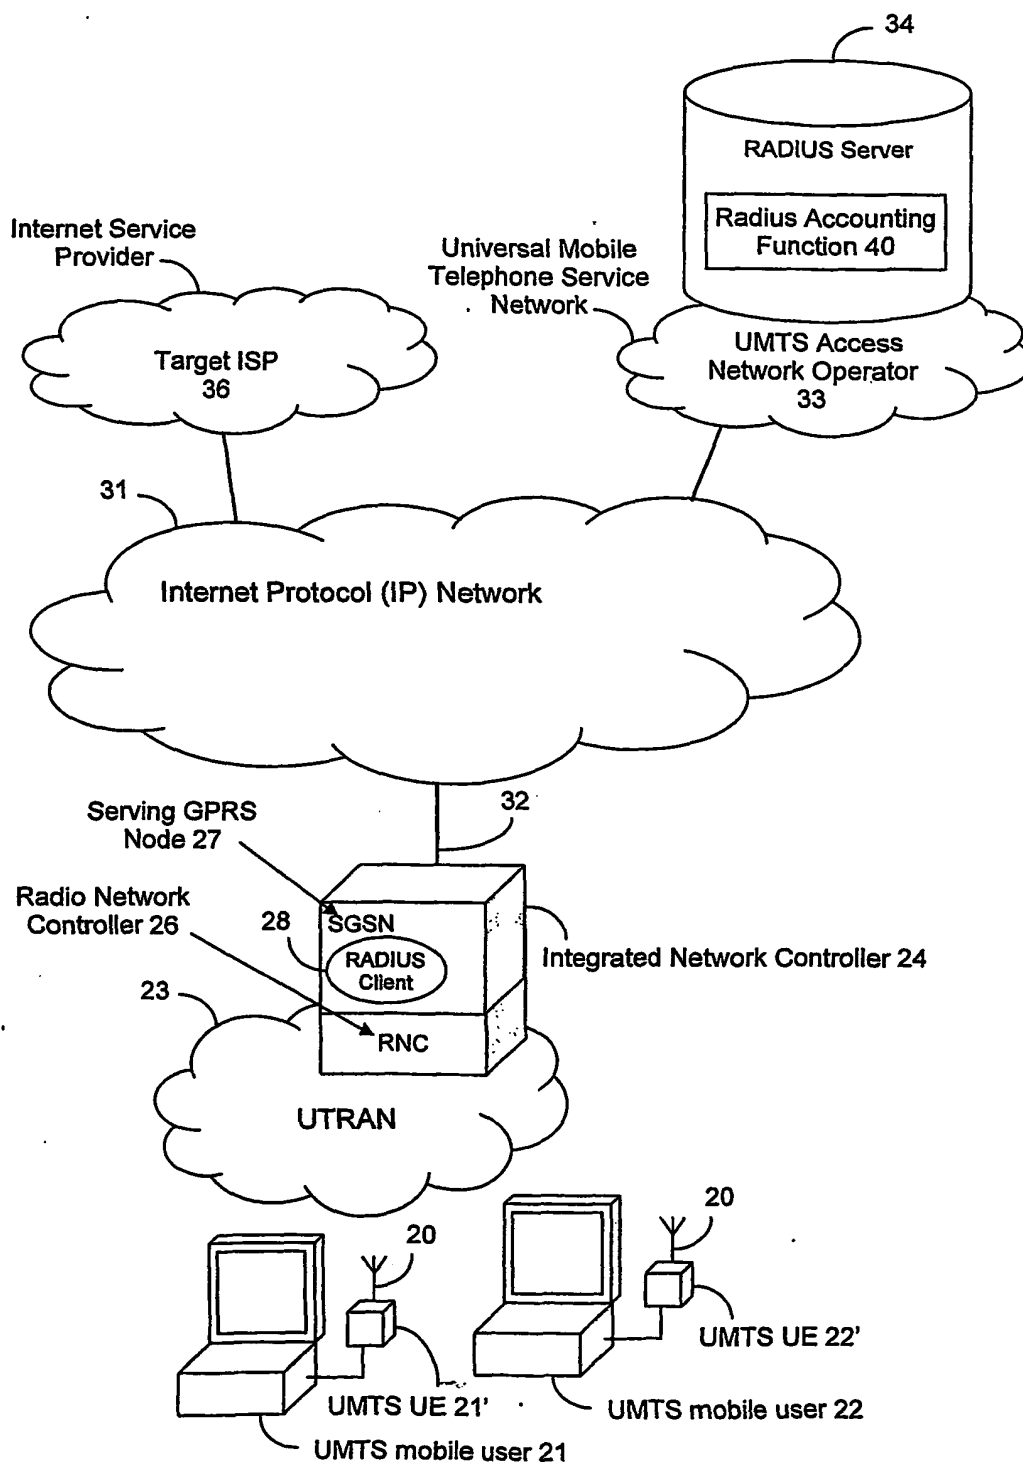 34
RADIUS Server
Radius Accounting
Function 40
Internet Service
Provider
Universal Mobile
Telephone Service
Network
Target ISP
36
UMTS Access
Network Operator
33
31
Internet Protocol (IP) Network
32
Serving GPRS
Node 27
Radio Network
Controller 26
28
SGSN
RADIUS
Client
Integrated Network Controller 24
23
RNC
UTRAN
20
20
UMTS UE 22'
UMTS UE 21'
UMTS mobile user 22
UMTS mobile user 21